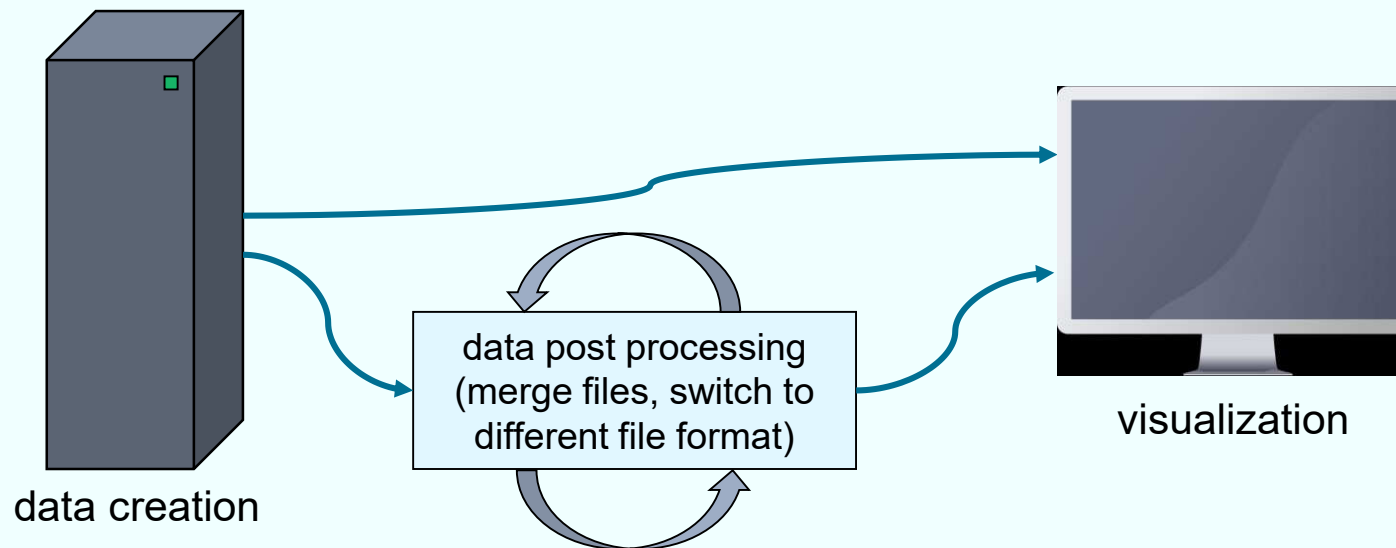 data creation
data post processing
(merge files, switch to
different file format)
visualization